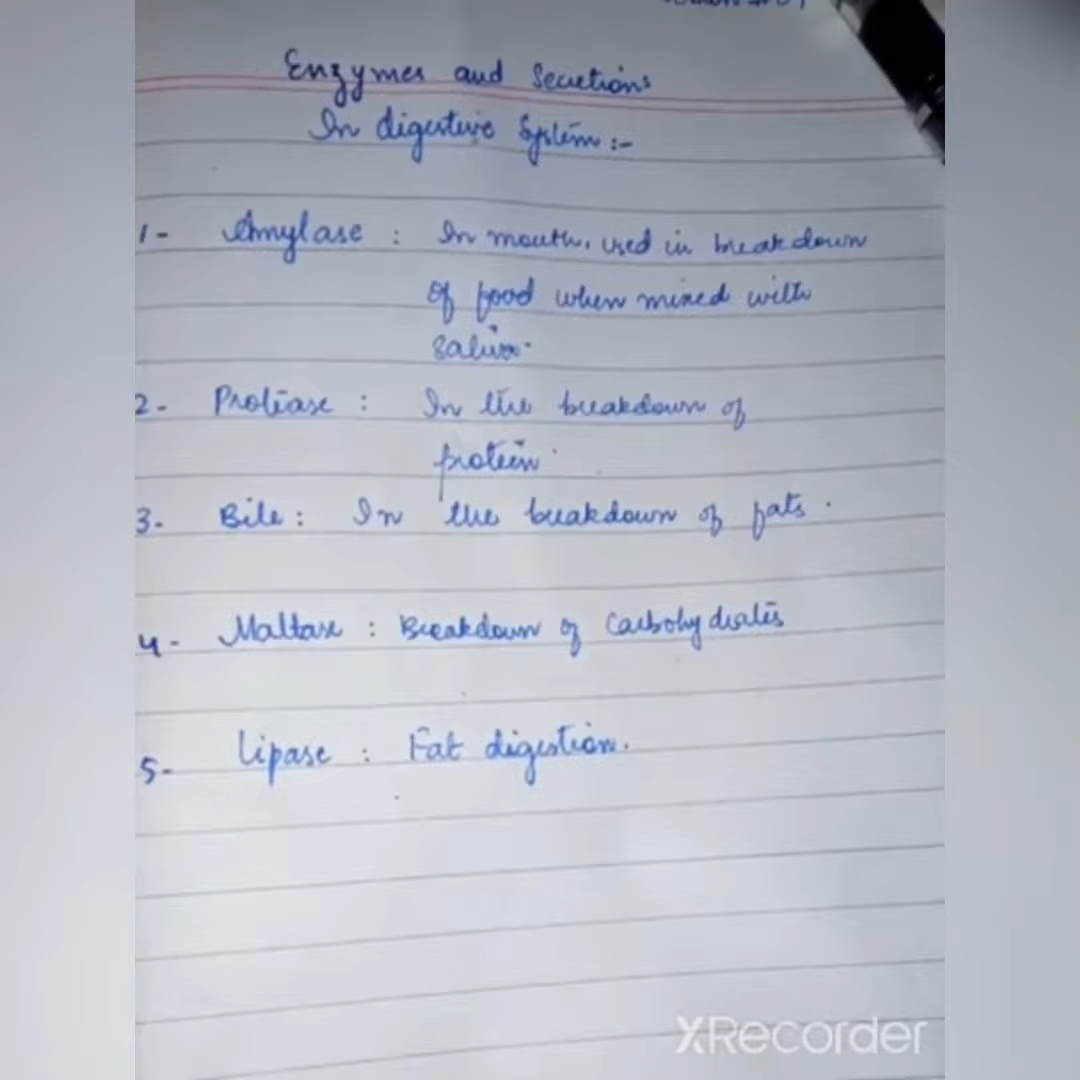 Enzymes and Secretions
In digestive System :-
1- Amylase : In mouth, used in breakdown
of food when mixed with
saliva.
2- Protease : In the breakdown of
protein.
3- Bile : In the breakdown of fats.
4- Maltase : Breakdown of Carbohydrates
5- Lipase : Fat digestion.
XRecorder